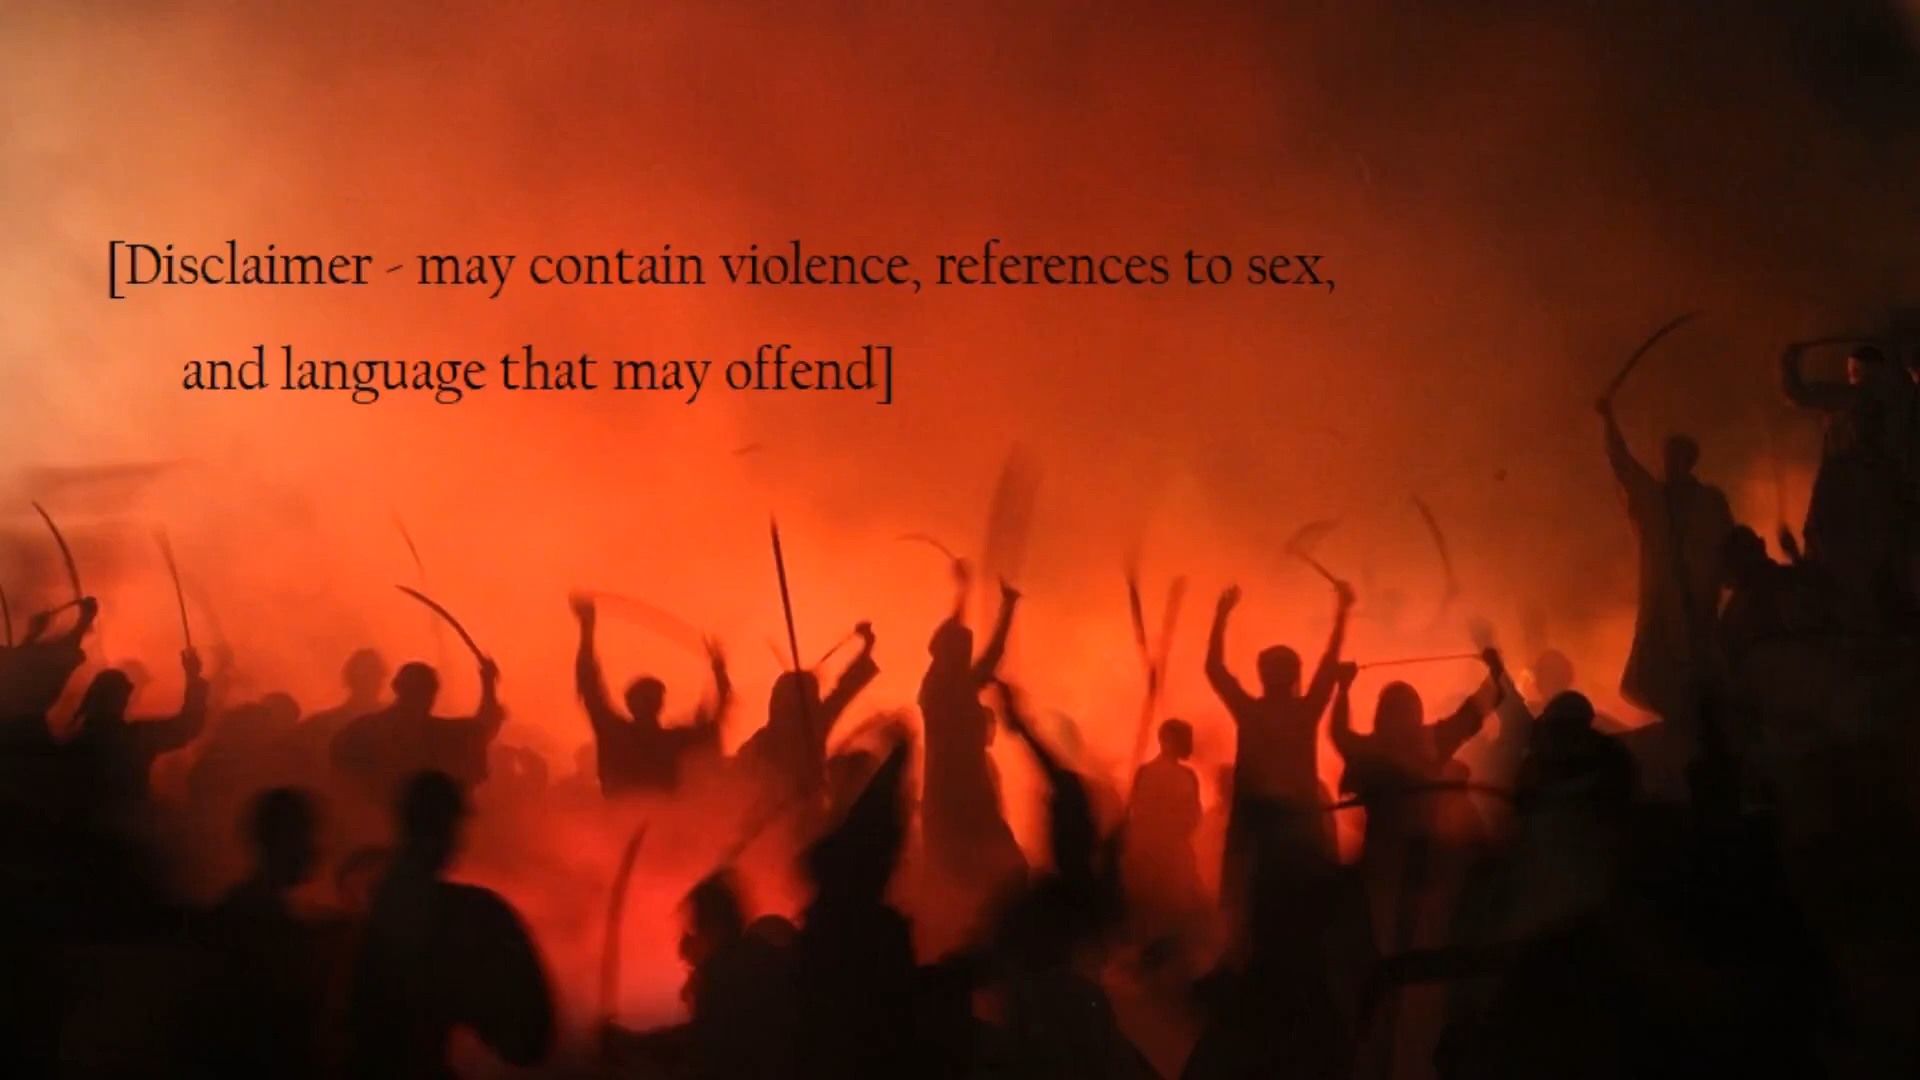 [Disclaimer - may contain violence, references to sex,
and language that may offend]